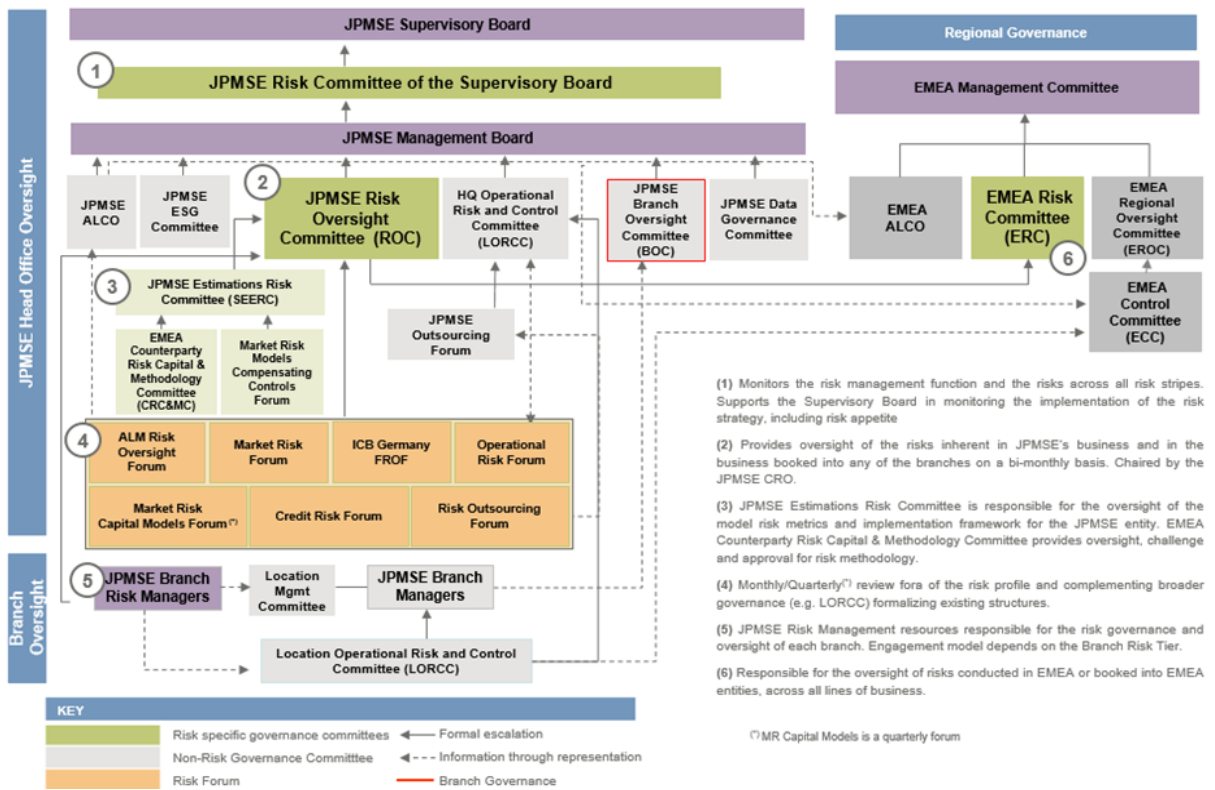 JPMSE Head Office Oversight
Branch
Oversight
JPMSE Supervisory Board
1
JPMSE Risk Committee of the Supervisory Board
JPMSE Management Board
Regional Governance
EMEA Management Committee
JPMSE
ALCO
JPMSE
ESG
Committee
2
JPMSE Risk
Oversight
Committee (ROC)
HQ Operational
Risk and Control
Committee
(LORCC)
JPMSE
Branch
Oversight
Committee
(BOC)
JPMSE Data
Governance
Committee
EMEA
ALCO
EMEA Risk
Committee
(ERC)
6
EMEA
Regional
Oversight
Committee
(EROC)
EMEA
Control
Committee
(ECC)
3
JPMSE Estimations Risk
Committee (SEERC)
EMEA
Counterparty
Risk Capital &
Methodology
Committee
(CRC&MC)
Market Risk
Models
Compensating
Controls
Forum
JPMSE
Outsourcing
Forum
4
ALM Risk
Oversight
Forum
Market Risk
Forum
ICB Germany
FROF
Operational
Risk Forum
Market Risk
Capital Models Forum (*)
Credit Risk Forum
Risk Outsourcing
Forum
5
JPMSE Branch
Risk Managers
Location
Mgmt
Committee
JPMSE Branch
Managers
Location Operational Risk and Control
Committee (LORCC)
(1) Monitors the risk management function and the risks across all risk stripes.
Supports the Supervisory Board in monitoring the implementation of the risk
strategy, including risk appetite
(2) Provides oversight of the risks inherent in JPMSE's business and in the
business booked into any of the branches on a bi-monthly basis. Chaired by the
JPMSE CRO.
(3) JPMSE Estimations Risk Committee is responsible for the oversight of the
model risk metrics and implementation framework for the JPMSE entity. EMEA
Counterparty Risk Capital & Methodology Committee provides oversight, challenge
and approval for risk methodology.
(4) Monthly/Quarterly(*) review fora of the risk profile and complementing broader
governance (e.g. LORCC) formalizing existing structures.
(5) JPMSE Risk Management resources responsible for the risk governance and
oversight of each branch. Engagement model depends on the Branch Risk Tier.
(6) Responsible for the oversight of risks conducted in EMEA or booked into EMEA
entities, across all lines of business.
(*) MR Capital Models is a quarterly forum
KEY
Risk specific governance committees
Formal escalation
Non-Risk Governance Committtee
Information through representation
Risk Forum
Branch Governance